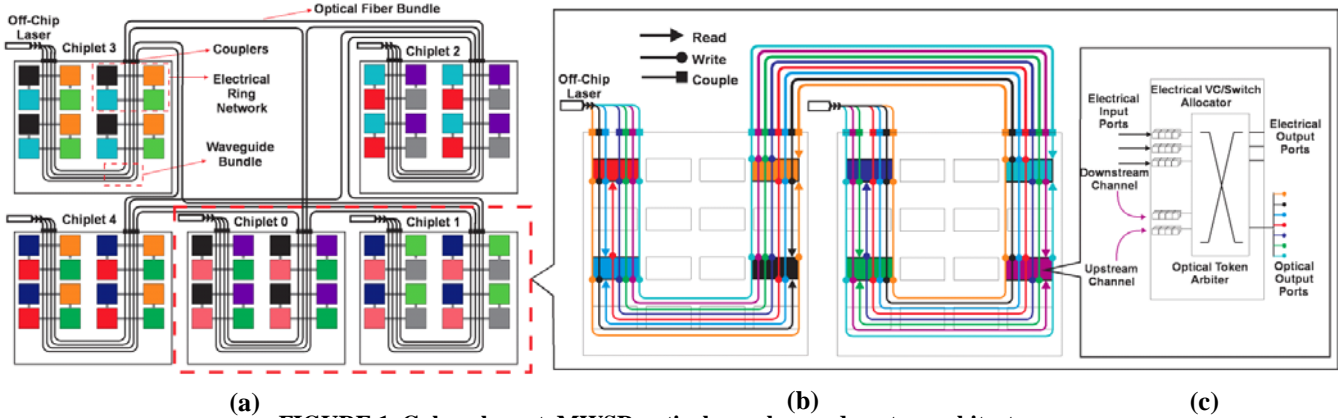 Optical Fiber Bundle
Off-Chip
Laser
Chiplet 3
Couplers
Electrical
Ring
Network
Waveguide
Bundle
Chiplet 2
Chiplet 4
Chiplet 0
Chiplet 1
(a)
Read
Write
Couple
Off-Chip
Laser
(b)
Electrical VC/Switch
Allocator
Electrical
Input
Ports
Electrical
Output
Ports
Downstream
Channel
Upstream
Channel
Optical Token
Arbiter
Optical
Output
Ports
(c)